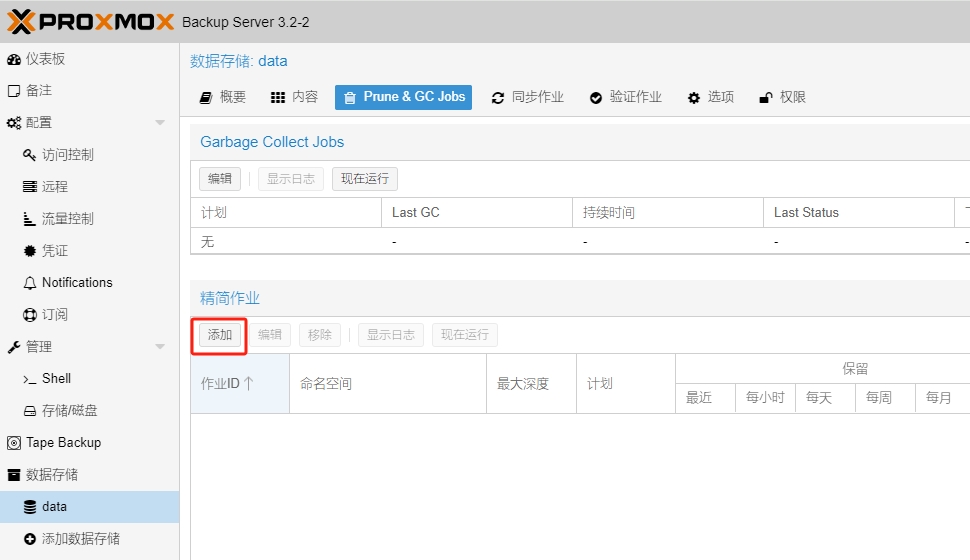 PROXMOX Backup Server 3.2-2
仪表板
备注
配置
访问控制
远程
流量控制
凭证
Notifications
订阅
管理
Shell
存储/磁盘
Tape Backup
数据存储
data
添加数据存储
数据存储: data
概要 内容 Prune & GC Jobs 同步作业 验证作业 选项 权限
Garbage Collect Jobs
编辑 显示日志 现在运行
计划 Last GC 持续时间 Last Status
无 - - - -
精简作业
添加 编辑 移除 显示日志 现在运行
作业ID↑ 命名空间 最大深度 计划 保留
最近 每小时 每天 每周 每月